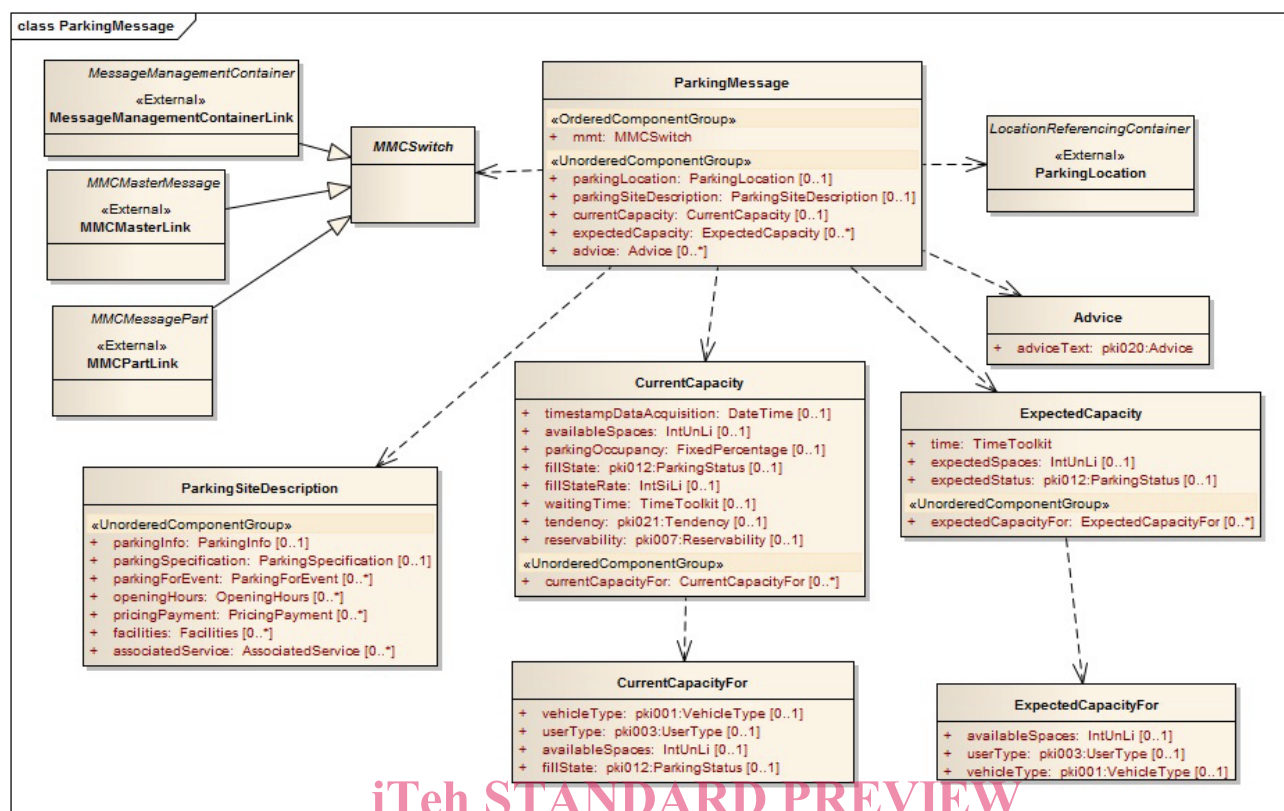 class ParkingMessage
MessageManagementContainer
«External»
MessageManagementContainerLink
MMCMasterMessage
«External»
MMCMasterLink
MMCMessagePart
«External»
MMCPartLink
MMCSwitch
ParkingMessage
«OrderedComponentGroup»
+ mmt: MMCSwitch
«UnorderedComponentGroup»
+ parkingLocation: ParkingLocation [0..1]
+ parkingSiteDescription: ParkingSiteDescription [0..1]
+ currentCapacity: CurrentCapacity [0..1]
+ expectedCapacity: ExpectedCapacity [0..*]
+ advice: Advice [0..*]
LocationReferencingContainer
«External»
ParkingLocation
Advice
+ adviceText: pki020:Advice
CurrentCapacity
+ timestampDataAcquisition: DateTime [0..1]
+ availableSpaces: IntUnLi [0..1]
+ parkingOccupancy: FixedPercentage [0..1]
+ fillState: pki012:ParkingStatus [0..1]
+ fillStateRate: IntSiLi [0..1]
+ waitingTime: TimeToolkit [0..1]
+ tendency: pki021:Tendency [0..1]
+ reservability: pki007:Reservability [0..1]
«UnorderedComponentGroup»
+ currentCapacityFor: CurrentCapacityFor [0..*]
ExpectedCapacity
+ time: TimeToolkit
+ expectedSpaces: IntUnLi [0..1]
+ expectedStatus: pki012:ParkingStatus [0..1]
«UnorderedComponentGroup»
+ expectedCapacityFor: ExpectedCapacityFor [0..*]
ParkingSiteDescription
«UnorderedComponentGroup»
+ parkingInfo: ParkingInfo [0..1]
+ parkingSpecification: ParkingSpecification [0..1]
+ parkingForEvent: ParkingForEvent [0..*]
+ openingHours: OpeningHours [0..*]
+ pricingPayment: PricingPayment [0..*]
+ facilities: Facilities [0..*]
+ associatedService: AssociatedService [0..*]
CurrentCapacityFor
+ vehicleType: pki001:VehicleType [0..1]
+ userType: pki003:UserType [0..1]
+ availableSpaces: IntUnLi [0..1]
+ fillState: pki012:ParkingStatus [0..1]
ExpectedCapacityFor
+ availableSpaces: IntUnLi [0..1]
+ userType: pki003:UserType [0..1]
+ vehicleType: pki001:VehicleType [0..1]
iTeh STANDARD PREVIEW